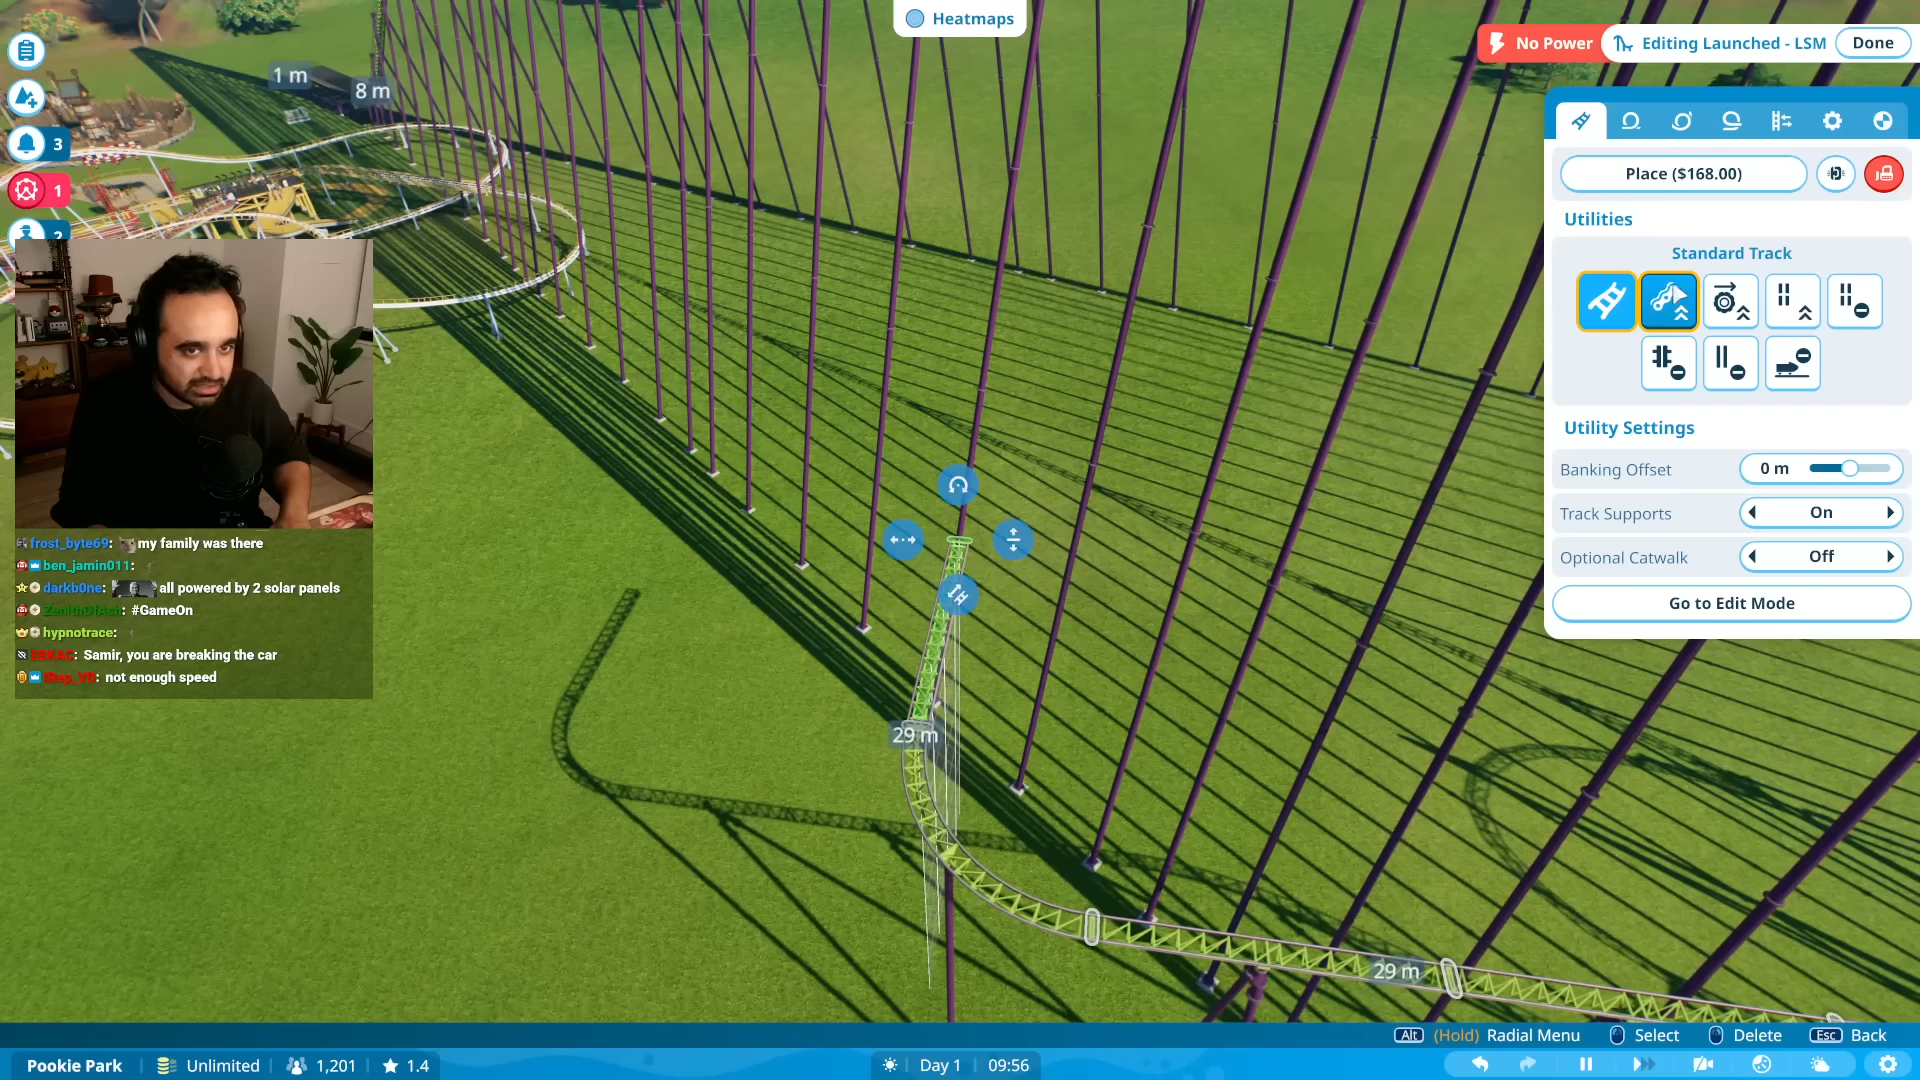 Heatmaps
No Power
Editing Launched - LSM
Done
1 m
8 m
3
1
2
Place ($168.00)
Utilities
Standard Track
Utility Settings
Banking Offset
0 m
Track Supports
On
Optional Catwalk
Off
Go to Edit Mode
frost_byte69: my family was there
ben_jamin011:
darkb0ne: all powered by 2 solar panels
ZenithOfAsh: #GameOn
hypnotrace:
: Samir, you are breaking the car
: not enough speed
29 m
29 m
Alt (Hold) Radial Menu
Select
Delete
Esc Back
Pookie Park
Unlimited
1,201
1.4
Day 1
09:56